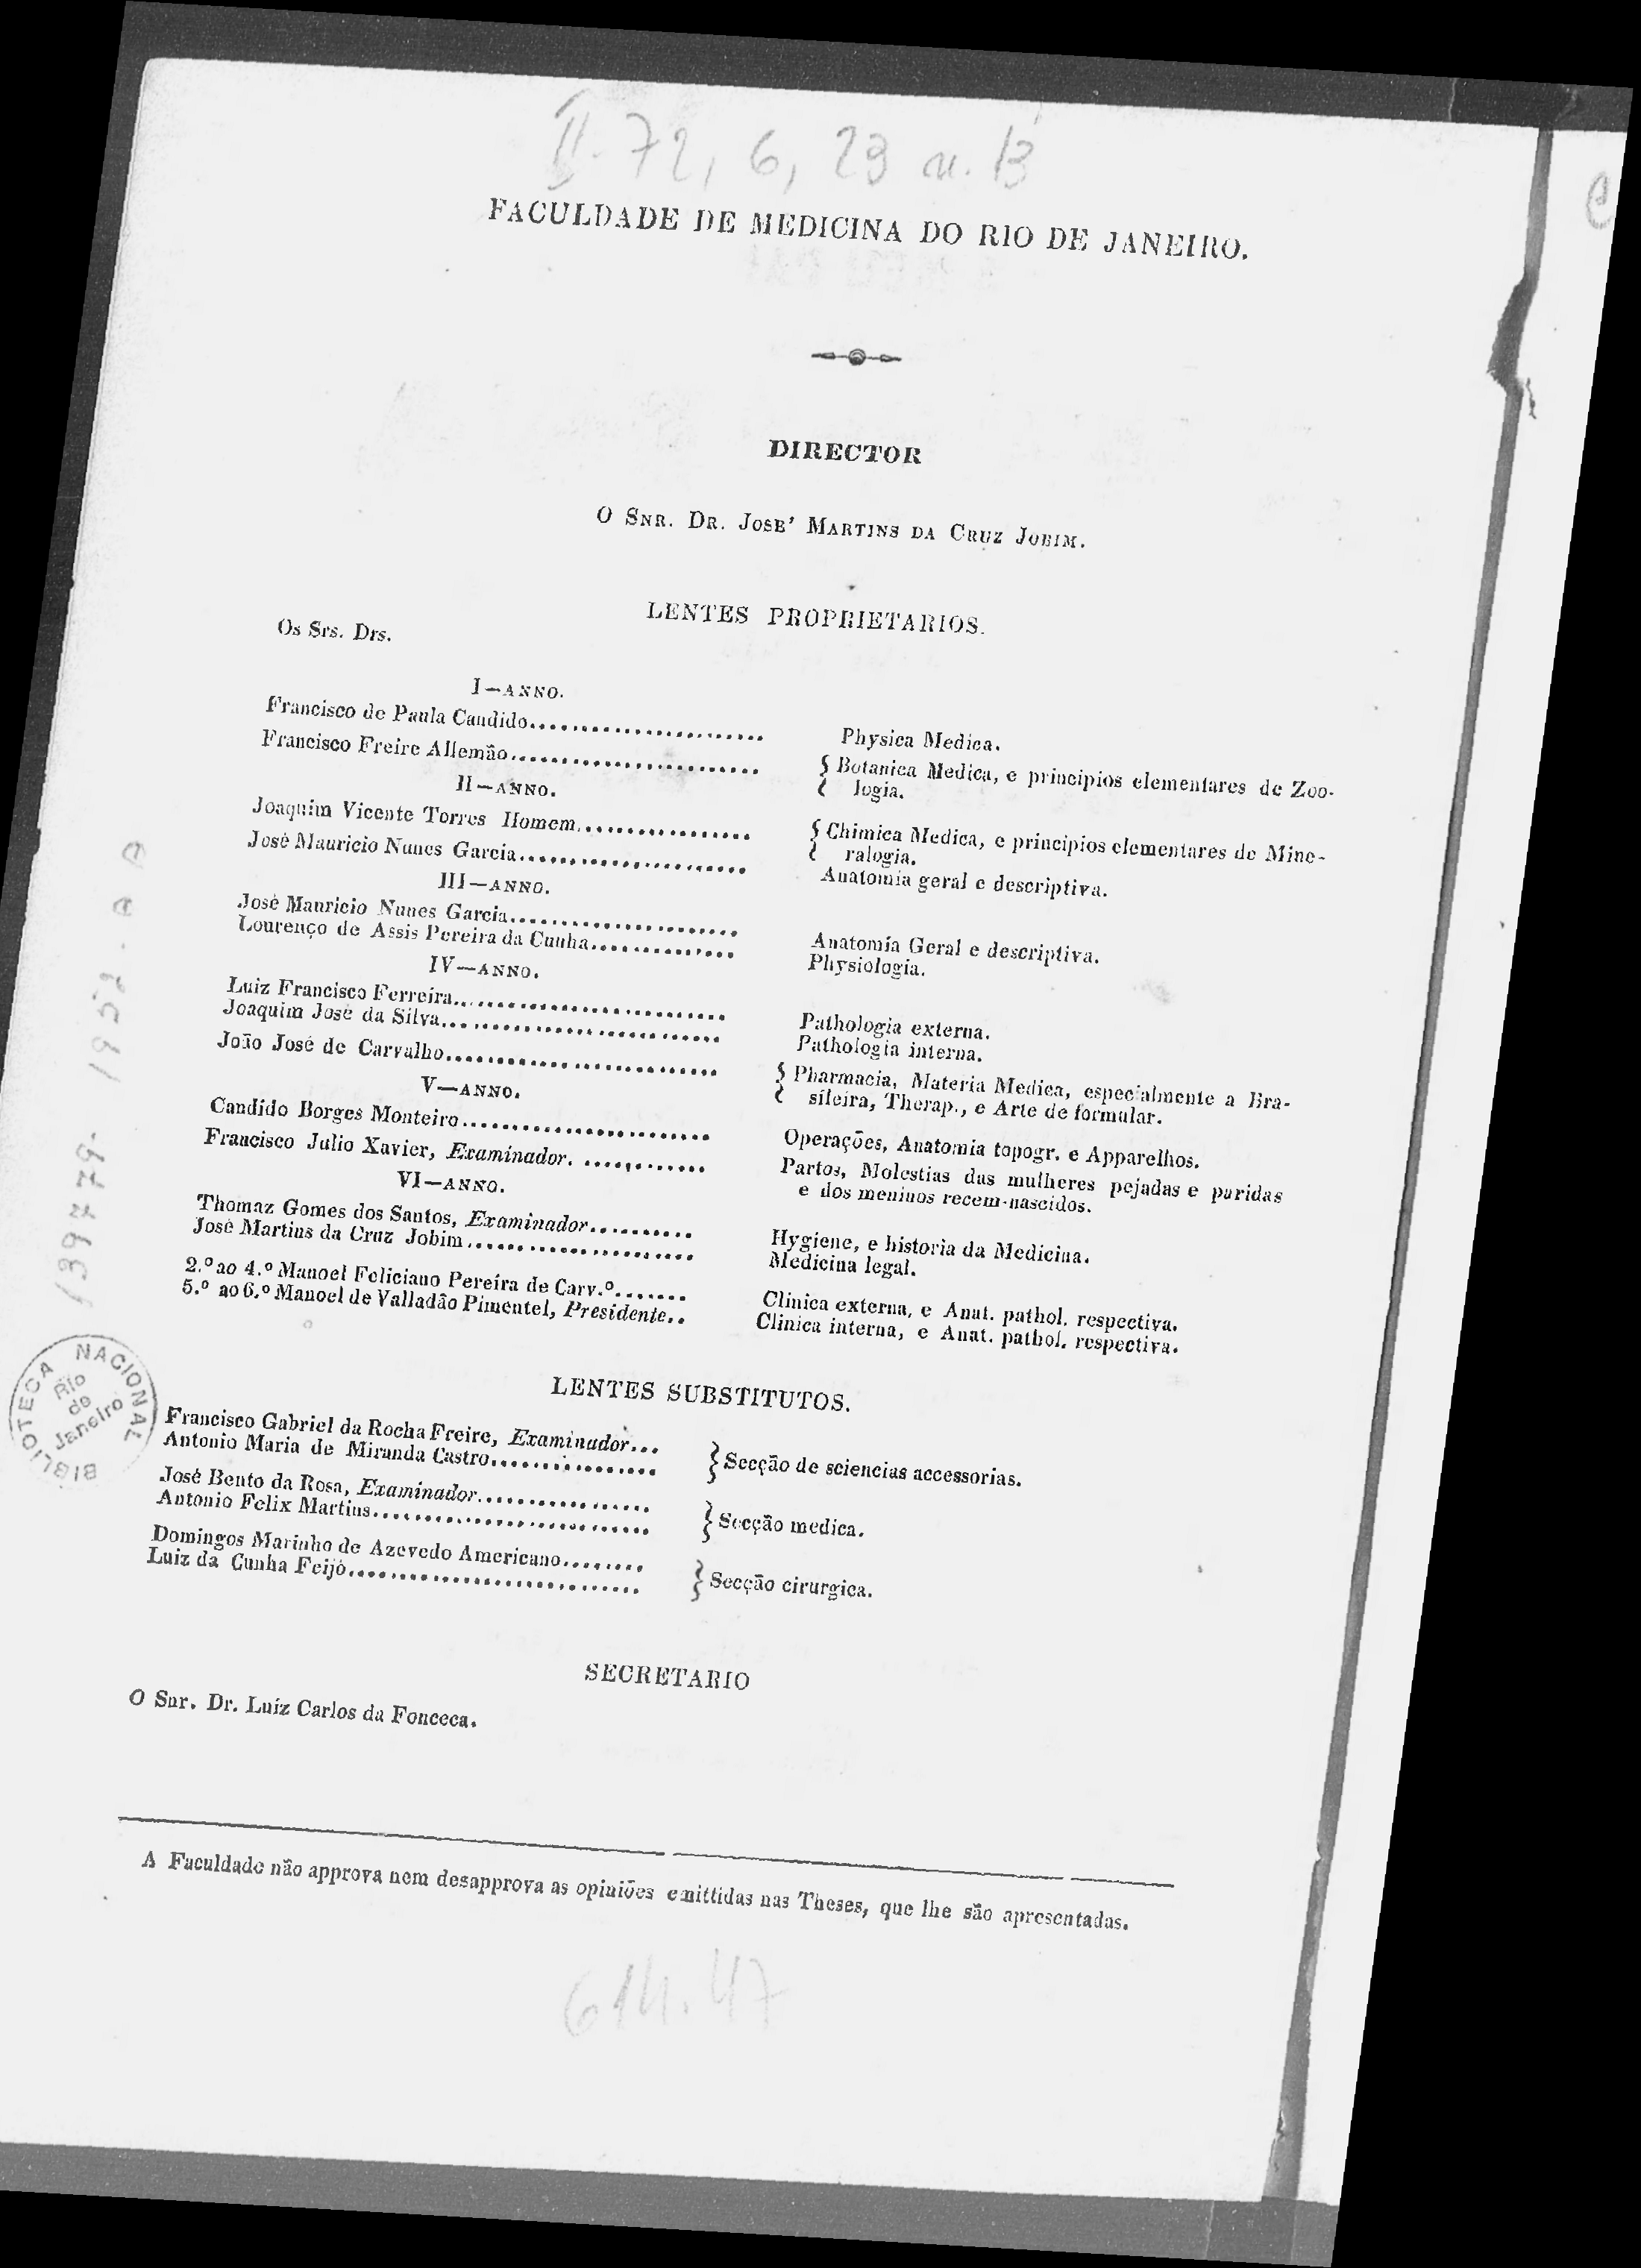 II-72, 6, 23 n. 13
FACULDADE DE MEDICINA DO RIO DE JANEIRO.
DIRECTOR
O SNR. DR. JOSE' MARTINS DA CRUZ JOBIM.
LENTES PROPRIETARIOS.
Os Srs. Drs.
I—ANNO.
Francisco de Paula Candido........................ Physica Medica.
Francisco Freire Allemão......................... { Botanica Medica, e principios elementares de Zoo-
logia.
II—ANNO.
Joaquim Vicente Torres Homem................. { Chimica Medica, e principios elementares de Mine-
ralogia.
José Mauricio Nunes Garcia....................... Anatomia geral e descriptiva.
III—ANNO.
José Mauricio Nunes Garcia....................... Anatomia Geral e descriptiva.
Lourenço de Assis Pereira da Cunha.............. Physiologia.
IV—ANNO.
Luiz Francisco Ferreira........................... Pathologia externa.
Joaquim José da Silva............................ Pathologia interna.
João José de Carvalho............................ { Pharmacia, Materia Medica, especialmente a Bra-
sileira, Therap., e Arte de formular.
V—ANNO.
Candido Borges Monteiro......................... Operações, Anatomia topogr. e Apparelhos.
Francisco Julio Xavier, Examinador. ............ Partos, Molestias das mulheres pejadas e paridas
e dos meninos recem-nascidos.
VI—ANNO.
Thomaz Gomes dos Santos, Examinador.......... Hygiene, e historia da Medicina.
José Martins da Cruz Jobim....................... Medicina legal.
2.º ao 4.º Manoel Feliciano Pereira de Carv.º....... Clinica externa, e Anat. pathol. respectiva.
5.º ao 6.º Manoel de Valladão Pimentel, Presidente.. Clinica interna, e Anat. pathol. respectiva.
LENTES SUBSTITUTOS.
Francisco Gabriel da Rocha Freire, Examinador...
Antonio Maria de Miranda Castro................ } Secção de sciencias accessorias.
José Bento da Rosa, Examinador.................
Antonio Felix Martins........................... } Secção medica.
Domingos Marinho de Azevedo Americano........
Luiz da Cunha Feijó............................. } Secção cirurgica.
SECRETARIO
O Snr. Dr. Luiz Carlos da Fonceca.
A Faculdade não approva nem desapprova as opiniões emittidas nas Theses, que lhe são apresentadas.
614.47
BIBLIOTECA NACIONAL
Rio
de
Janeiro